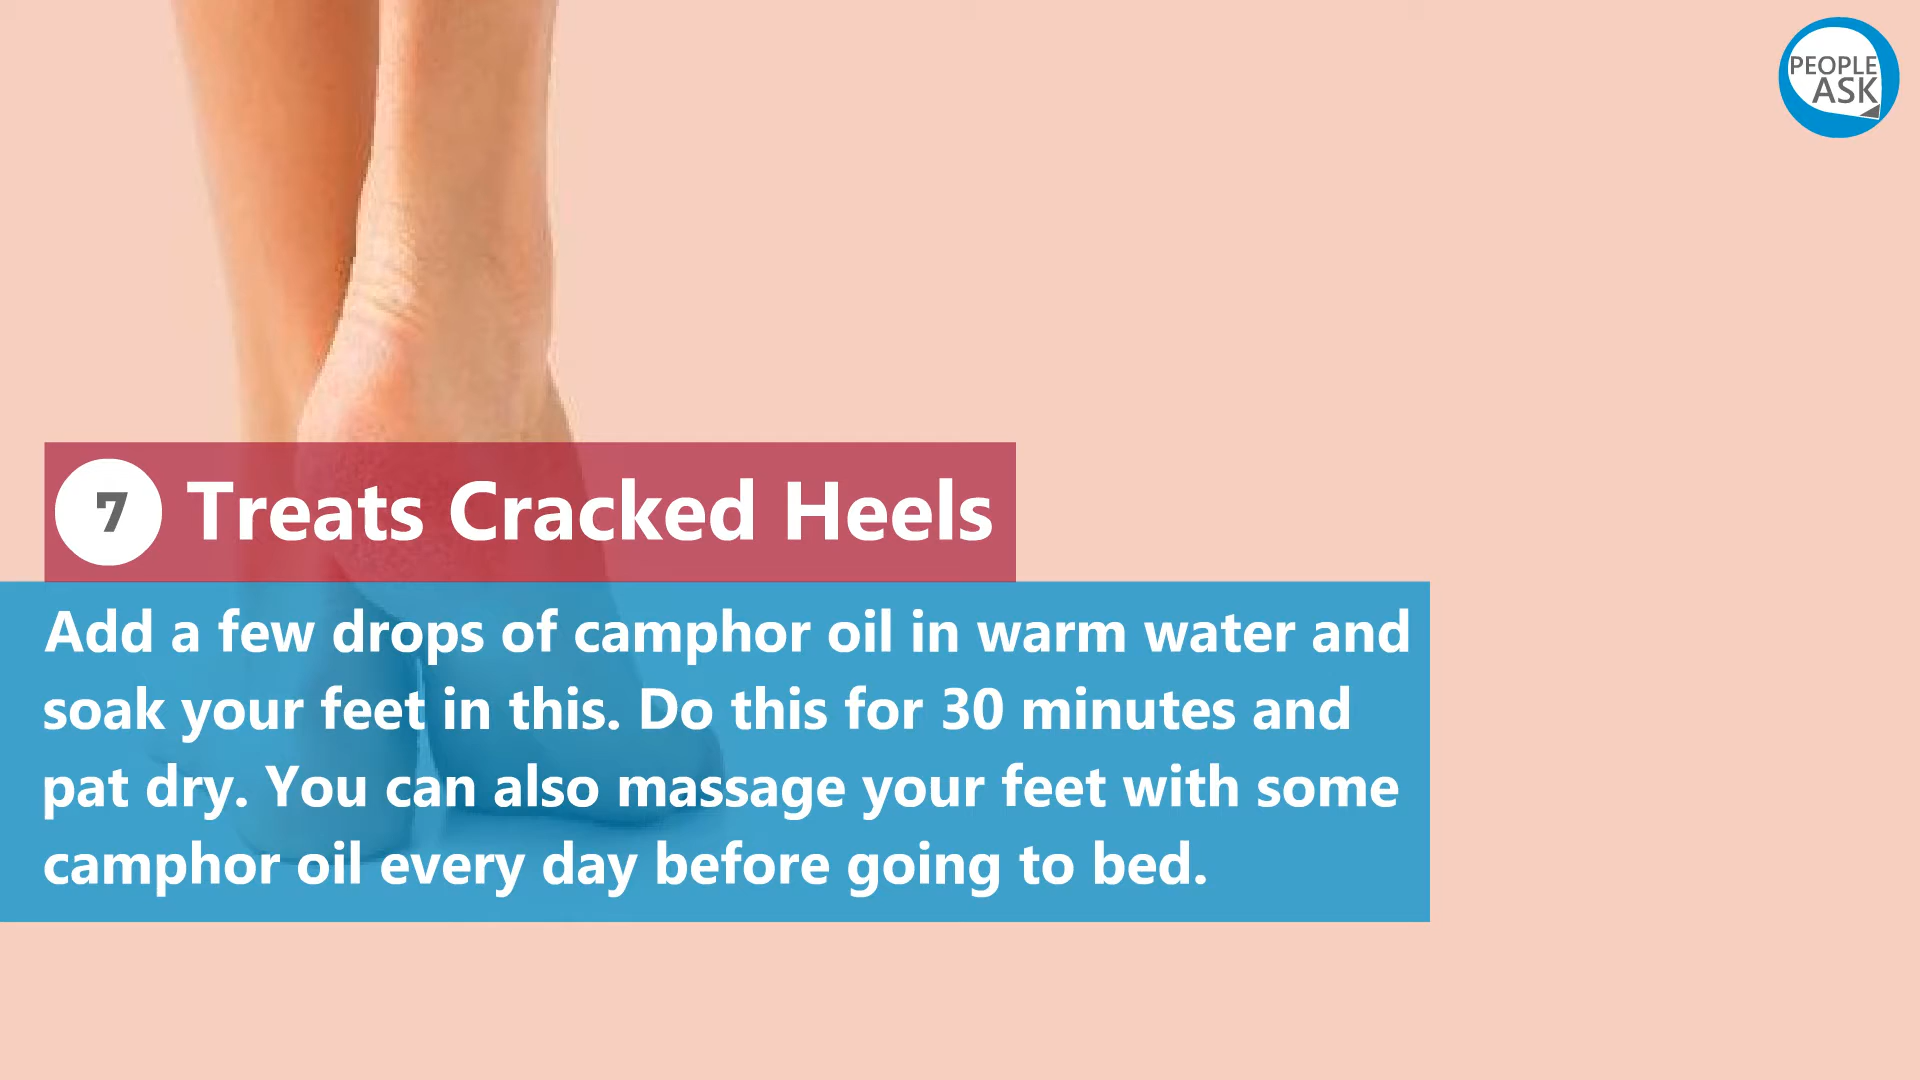 PEOPLE
ASK
7 Treats Cracked Heels
Add a few drops of camphor oil in warm water and
soak your feet in this. Do this for 30 minutes and
pat dry. You can also massage your feet with some
camphor oil every day before going to bed.